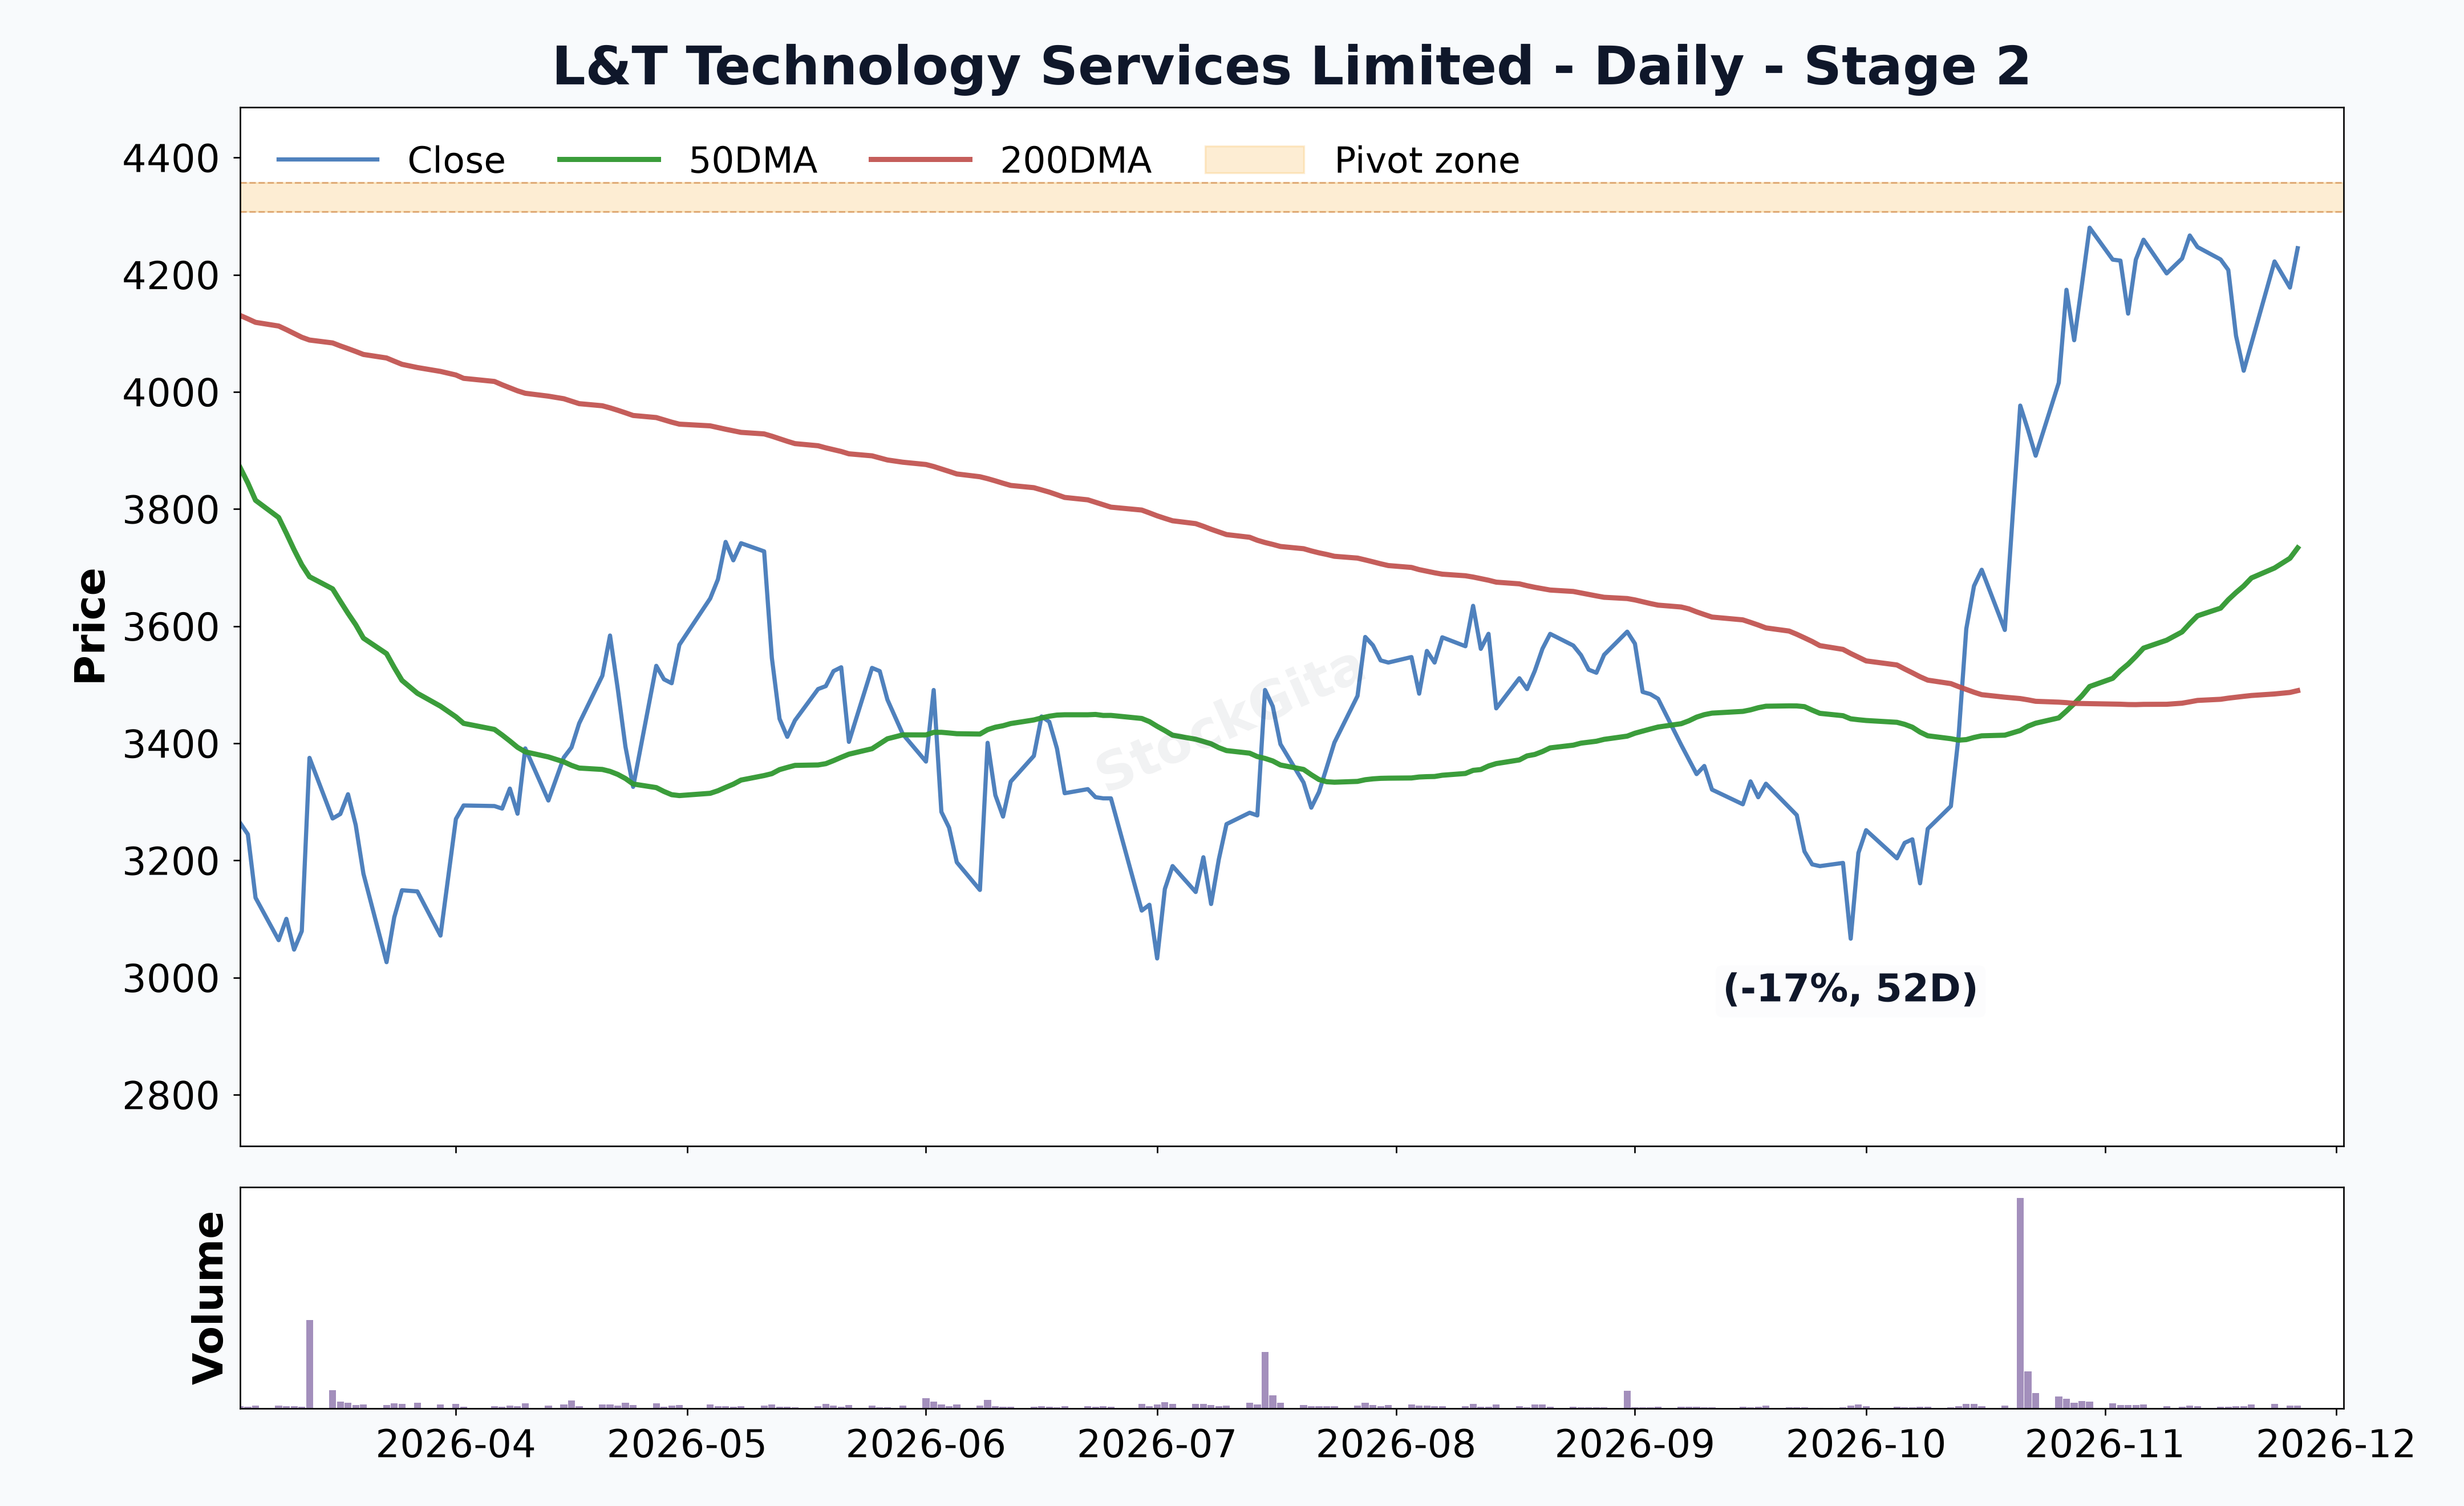 L&T Technology Services Limited - Daily - Stage 2
Close 50DMA 200DMA Pivot zone
4400
4200
4000
3800
3600
3400
3200
3000
2800
Price
StockGita
(-17%, 52D)
Volume
2026-04 2026-05 2026-06 2026-07 2026-08 2026-09 2026-10 2026-11 2026-12